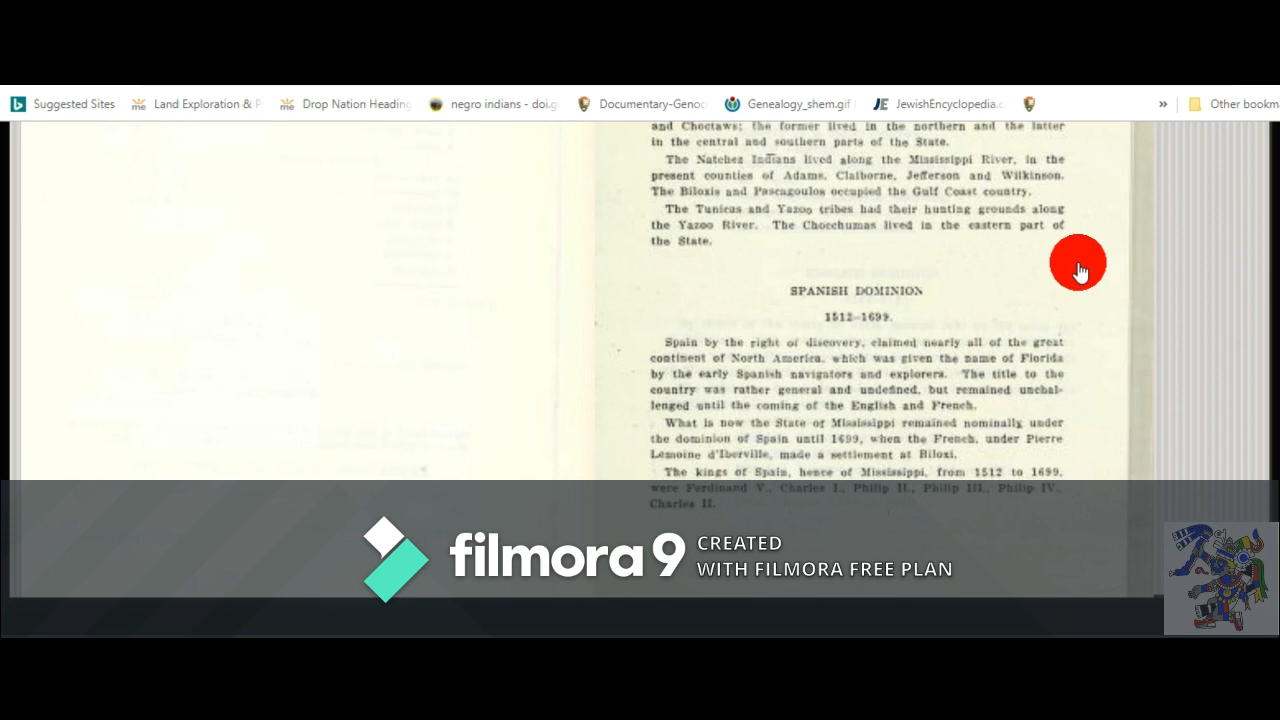 Suggested Sites
Land Exploration & P
Drop Nation Heading
negro indians - doi.g
Documentary-Genoc
Genealogy_shem.gif
JewishEncyclopedia.c
»
Other bookm
and Choctaws; the former lived in the northern and the latter
in the central and southern parts of the State.
The Natchez Indians lived along the Mississippi River, in the
present counties of Adams, Claiborne, Jefferson and Wilkinson.
The Biloxis and Pascagoulos occupied the Gulf Coast country.
The Tunicas and Yazoo tribes had their hunting grounds along
the Yazoo River. The Chocchumas lived in the eastern part of
the State.
SPANISH DOMINION
1512-1699.
Spain by the right of discovery, claimed nearly all of the great
continent of North America, which was given the name of Florida
by the early Spanish navigators and explorers. The title to the
country was rather general and undefined, but remained unchal-
lenged until the coming of the English and French.
What is now the State of Mississippi remained nominally under
the dominion of Spain until 1699, when the French, under Pierre
Lemoine d'Iberville, made a settlement at Biloxi.
The kings of Spain, hence of Mississippi, from 1512 to 1699,
were Ferdinand V., Charles I., Philip II., Philip III., Philip IV.,
Charles II.
filmora 9
CREATED
WITH FILMORA FREE PLAN